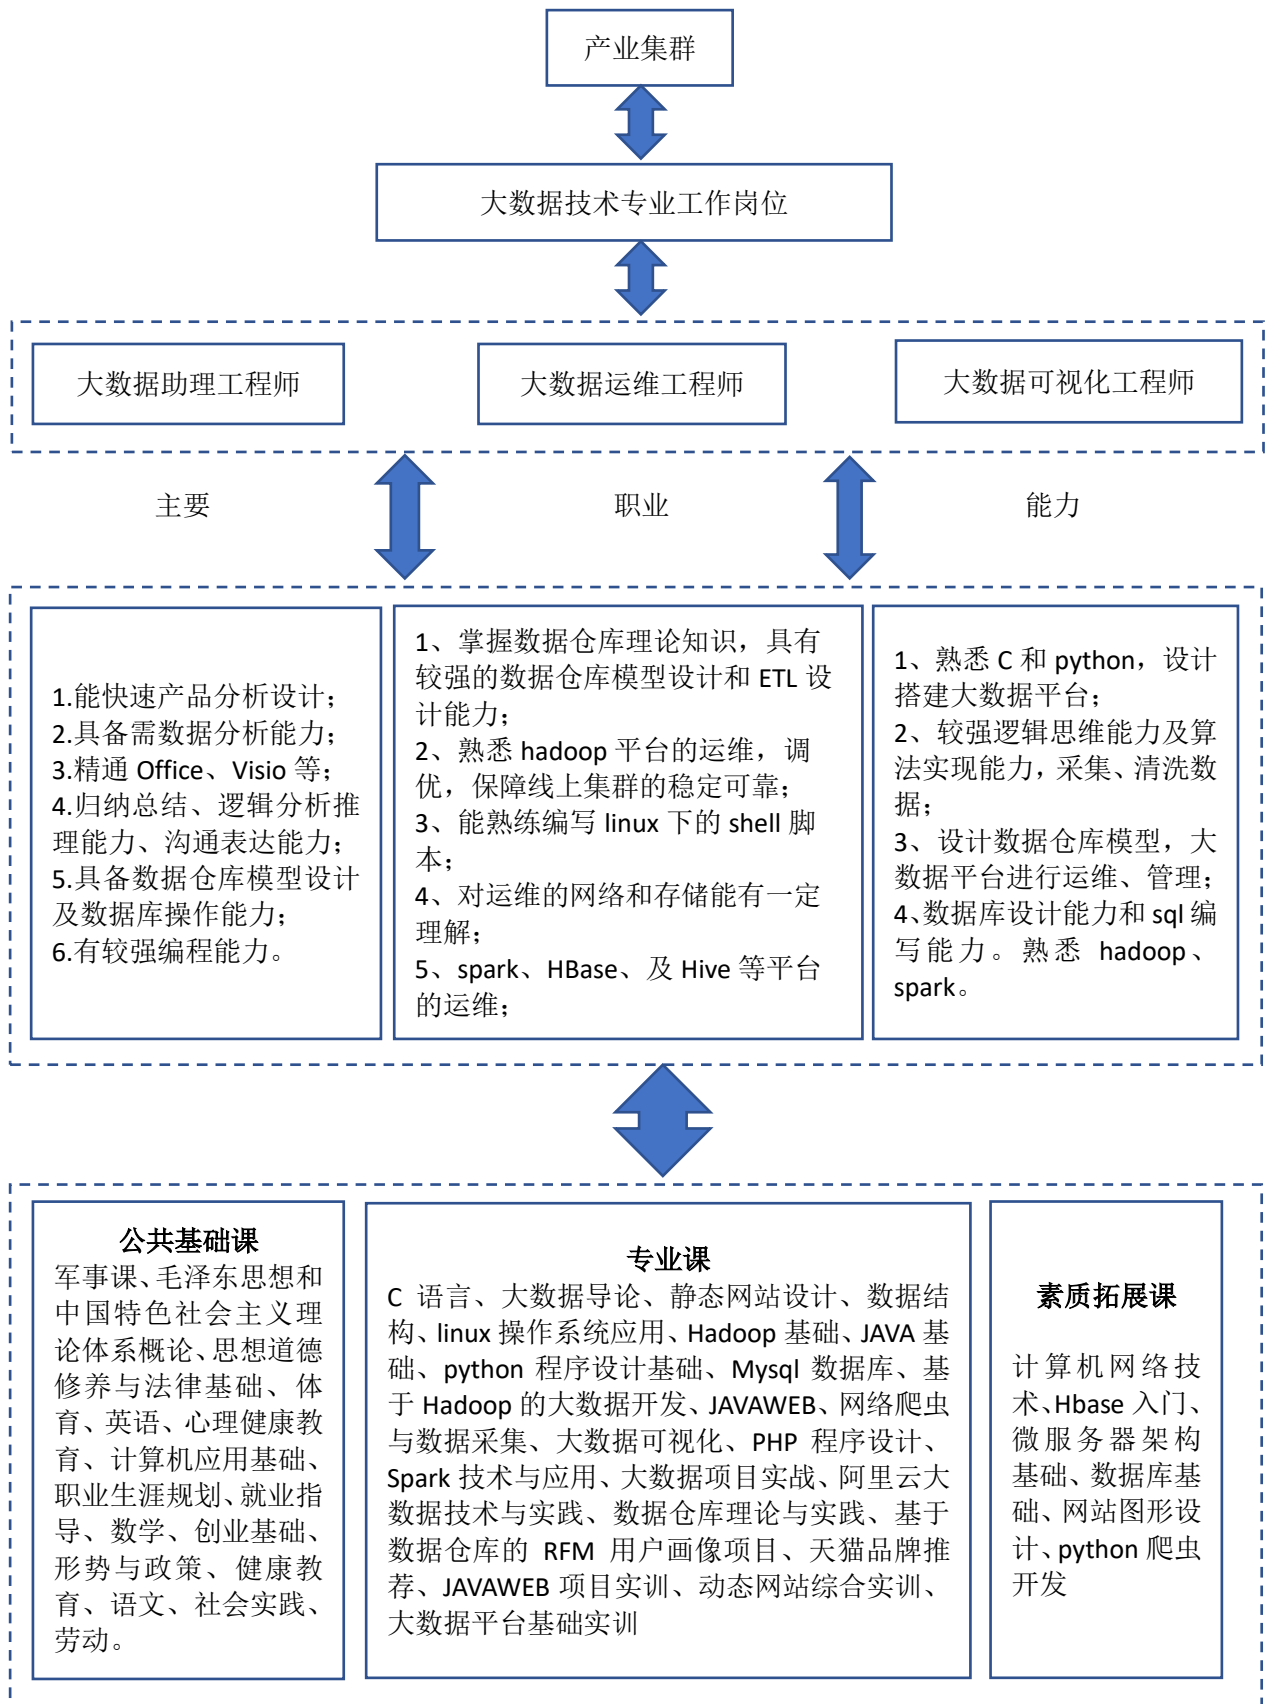 产业集群
大数据技术专业工作岗位
大数据助理工程师
大数据运维工程师
大数据可视化工程师
主要
职业
能力
1.能快速产品分析设计；
2.具备需数据分析能力；
3.精通 Office、Visio 等；
4.归纳总结、逻辑分析推
理能力、沟通表达能力；
5.具备数据仓库模型设计
及数据库操作能力；
6.有较强编程能力。
1、掌握数据仓库理论知识，具有
较强的数据仓库模型设计和 ETL 设
计能力；
2、熟悉 hadoop 平台的运维，调
优，保障线上集群的稳定可靠；
3、能熟练编写 linux 下的 shell 脚
本；
4、对运维的网络和存储能有一定
理解；
5、spark、HBase、及 Hive 等平台
的运维；
1、熟悉 C 和 python，设计
搭建大数据平台；
2、较强逻辑思维能力及算
法实现能力，采集、清洗数
据；
3、设计数据仓库模型，大
数据平台进行运维、管理；
4、数据库设计能力和 sql 编
写能力。熟悉 hadoop、
spark。
公共基础课
军事课、毛泽东思想和
中国特色社会主义理
论体系概论、思想道德
修养与法律基础、体
育、英语、心理健康教
育、计算机应用基础、
职业生涯规划、就业指
导、数学、创业基础、
形势与政策、健康教
育、语文、社会实践、
劳动。
专业课
C 语言、大数据导论、静态网站设计、数据结
构、linux 操作系统应用、Hadoop 基础、JAVA 基
础、python 程序设计基础、Mysql 数据库、基
于 Hadoop 的大数据开发、JAVAWEB、网络爬虫
与数据采集、大数据可视化、PHP 程序设计、
Spark 技术与应用、大数据项目实战、阿里云大
数据技术与实践、数据仓库理论与实践、基于
数据仓库的 RFM 用户画像项目、天猫品牌推
荐、JAVAWEB 项目实训、动态网站综合实训、
大数据平台基础实训
素质拓展课
计算机网络技
术、Hbase 入门、
微服务器架构
基础、数据库基
础、网站图形设
计、python 爬虫
开发